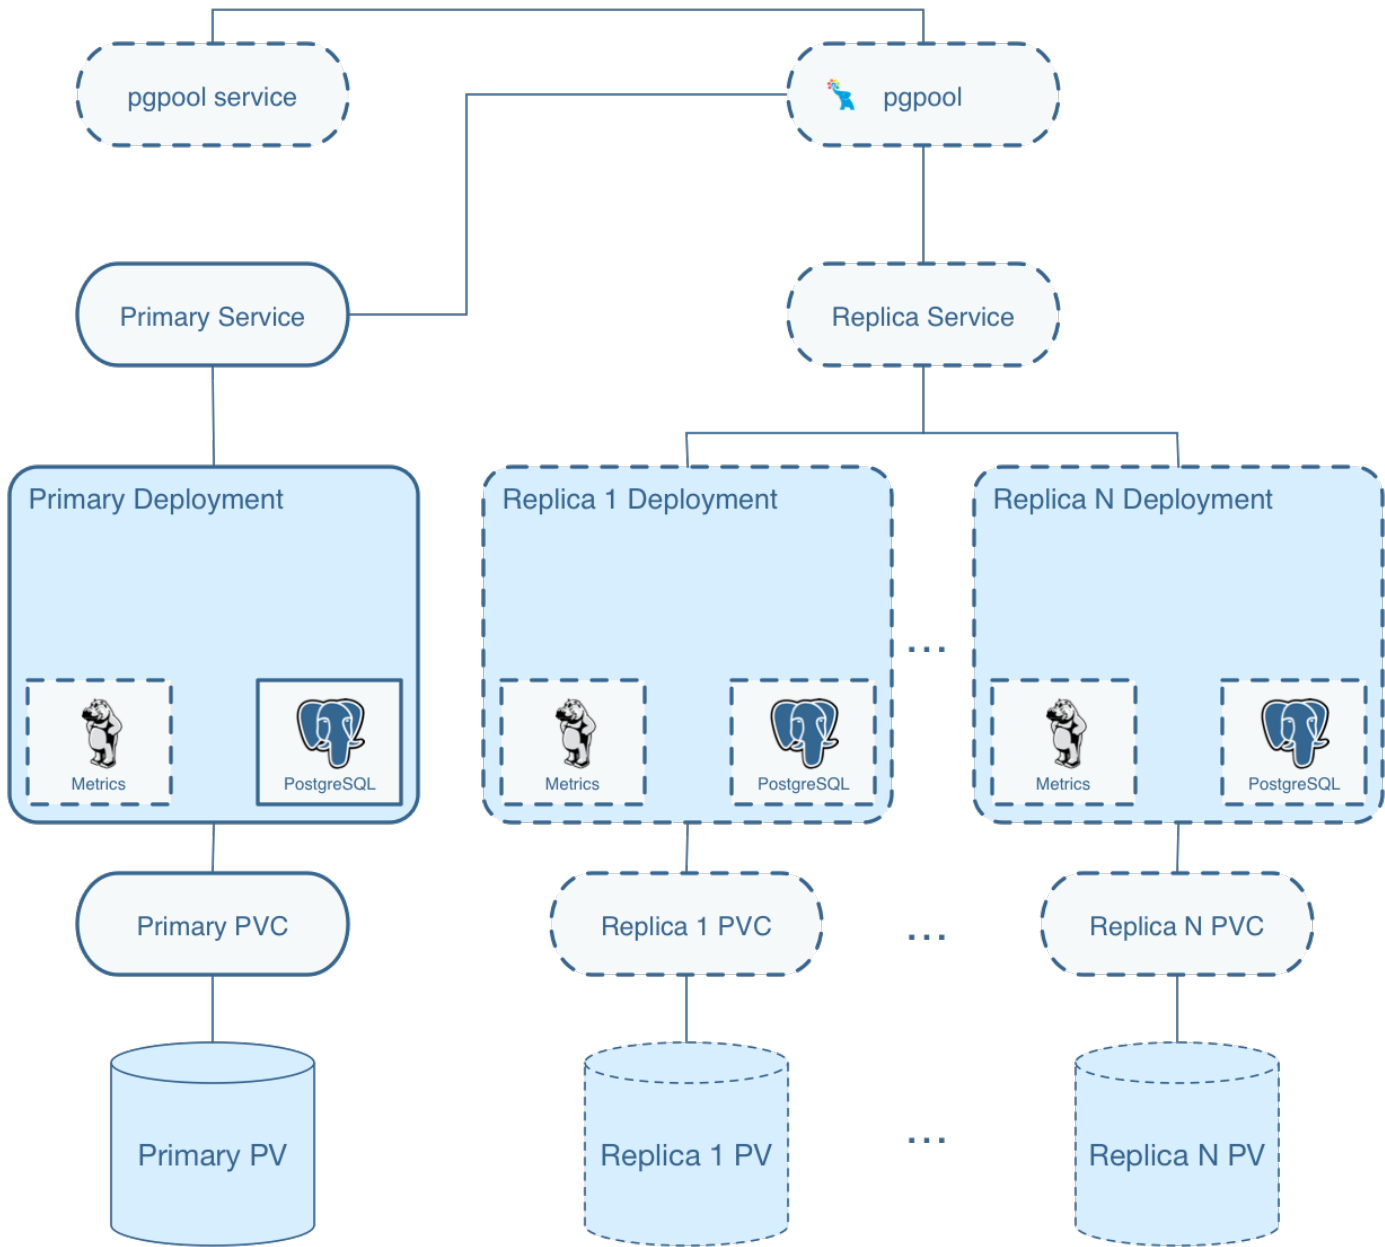 pgpool service
pgpool
Primary Service
Replica Service
Primary Deployment
Replica 1 Deployment
Replica N Deployment
...
Metrics
PostgreSQL
Metrics
PostgreSQL
Metrics
PostgreSQL
Primary PVC
Replica 1 PVC
...
Replica N PVC
Primary PV
Replica 1 PV
...
Replica N PV